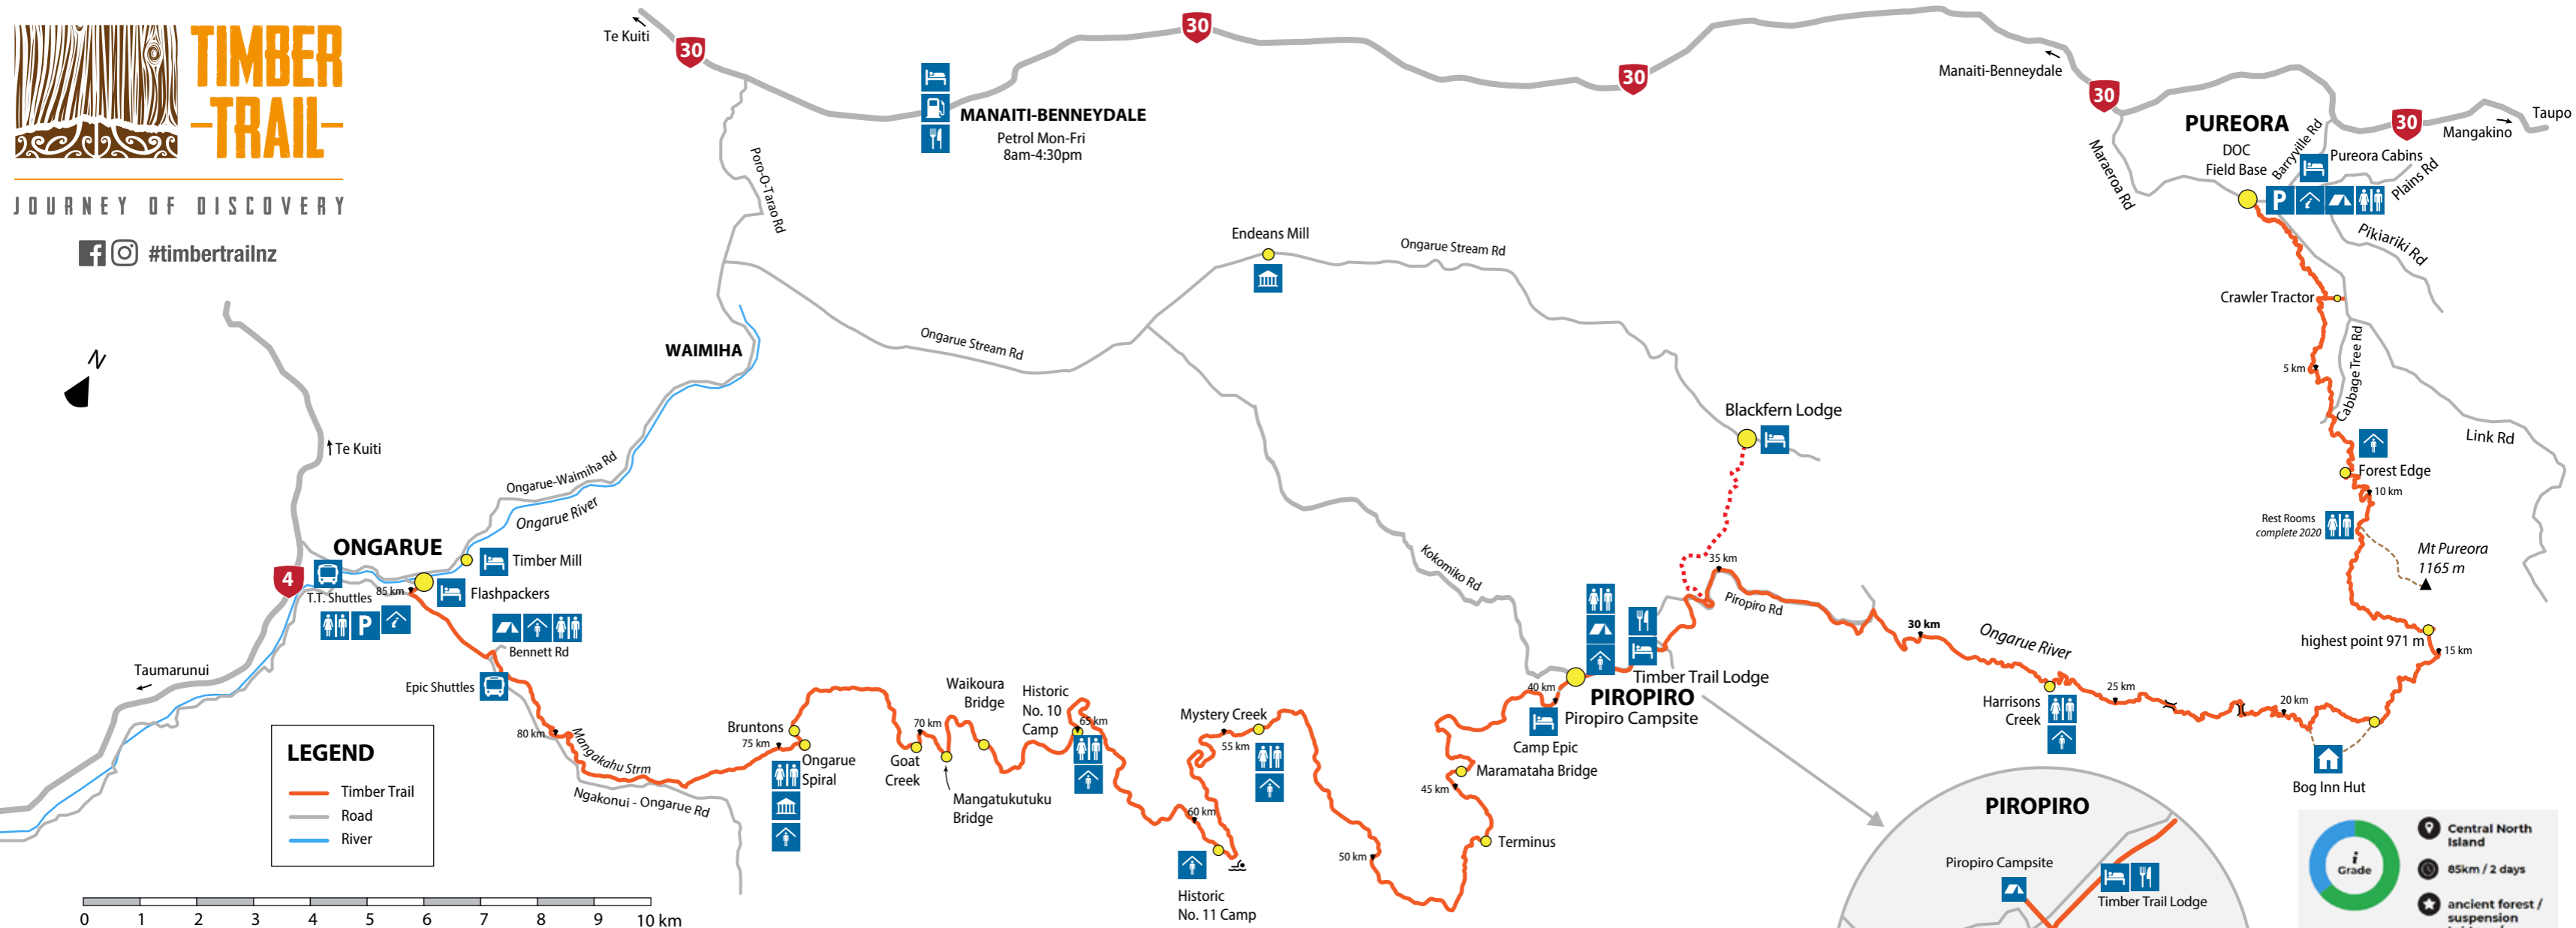 TIMBER
TRAIL
JOURNEY OF DISCOVERY
#timbertrailnz
N
Te Kuiti
30
30
30
30
30
MANAITI-BENNEYDALE
Petrol Mon-Fri
8am-4:30pm
Manaiti-Benneydale
Taupo
Mangakino
PUREORA
DOC
Field Base
Barryville Rd
Pureora Cabins
Plains Rd
Maraeroa Rd
P
i
Pikiariki Rd
Crawler Tractor
5 km
Cabbage Tree Rd
Link Rd
Forest Edge
10 km
Rest Rooms
complete 2020
Mt Pureora
1165 m
highest point 971 m
15 km
Poro-O-Tarao Rd
Endeans Mill
Ongarue Stream Rd
Ongarue Stream Rd
WAIMIHA
Te Kuiti
Ongarue-Waimiha Rd
Ongarue River
ONGARUE
Timber Mill
4
T.T. Shuttles
85 km
Flashpackers
P
i
Bennett Rd
Epic Shuttles
Taumarunui
80 km
Mangakahu Strm
Ngakonui - Ongarue Rd
Bruntons
75 km
Ongarue
Spiral
Goat
Creek
70 km
Mangatukutuku
Bridge
Waikoura
Bridge
Historic
No. 10
Camp
65 km
60 km
Historic
No. 11 Camp
Mystery Creek
55 km
50 km
Terminus
45 km
Maramataha Bridge
Camp Epic
40 km
PIROPIRO
Piropiro Campsite
Timber Trail Lodge
Kokomiko Rd
Blackfern Lodge
35 km
Piropiro Rd
30 km
Ongarue River
Harrisons
Creek
25 km
20 km
Bog Inn Hut
LEGEND
Timber Trail
Road
River
0 1 2 3 4 5 6 7 8 9 10 km
PIROPIRO
Piropiro Campsite
Timber Trail Lodge
i
Grade
Central North
Island
85km / 2 days
ancient forest /
suspension